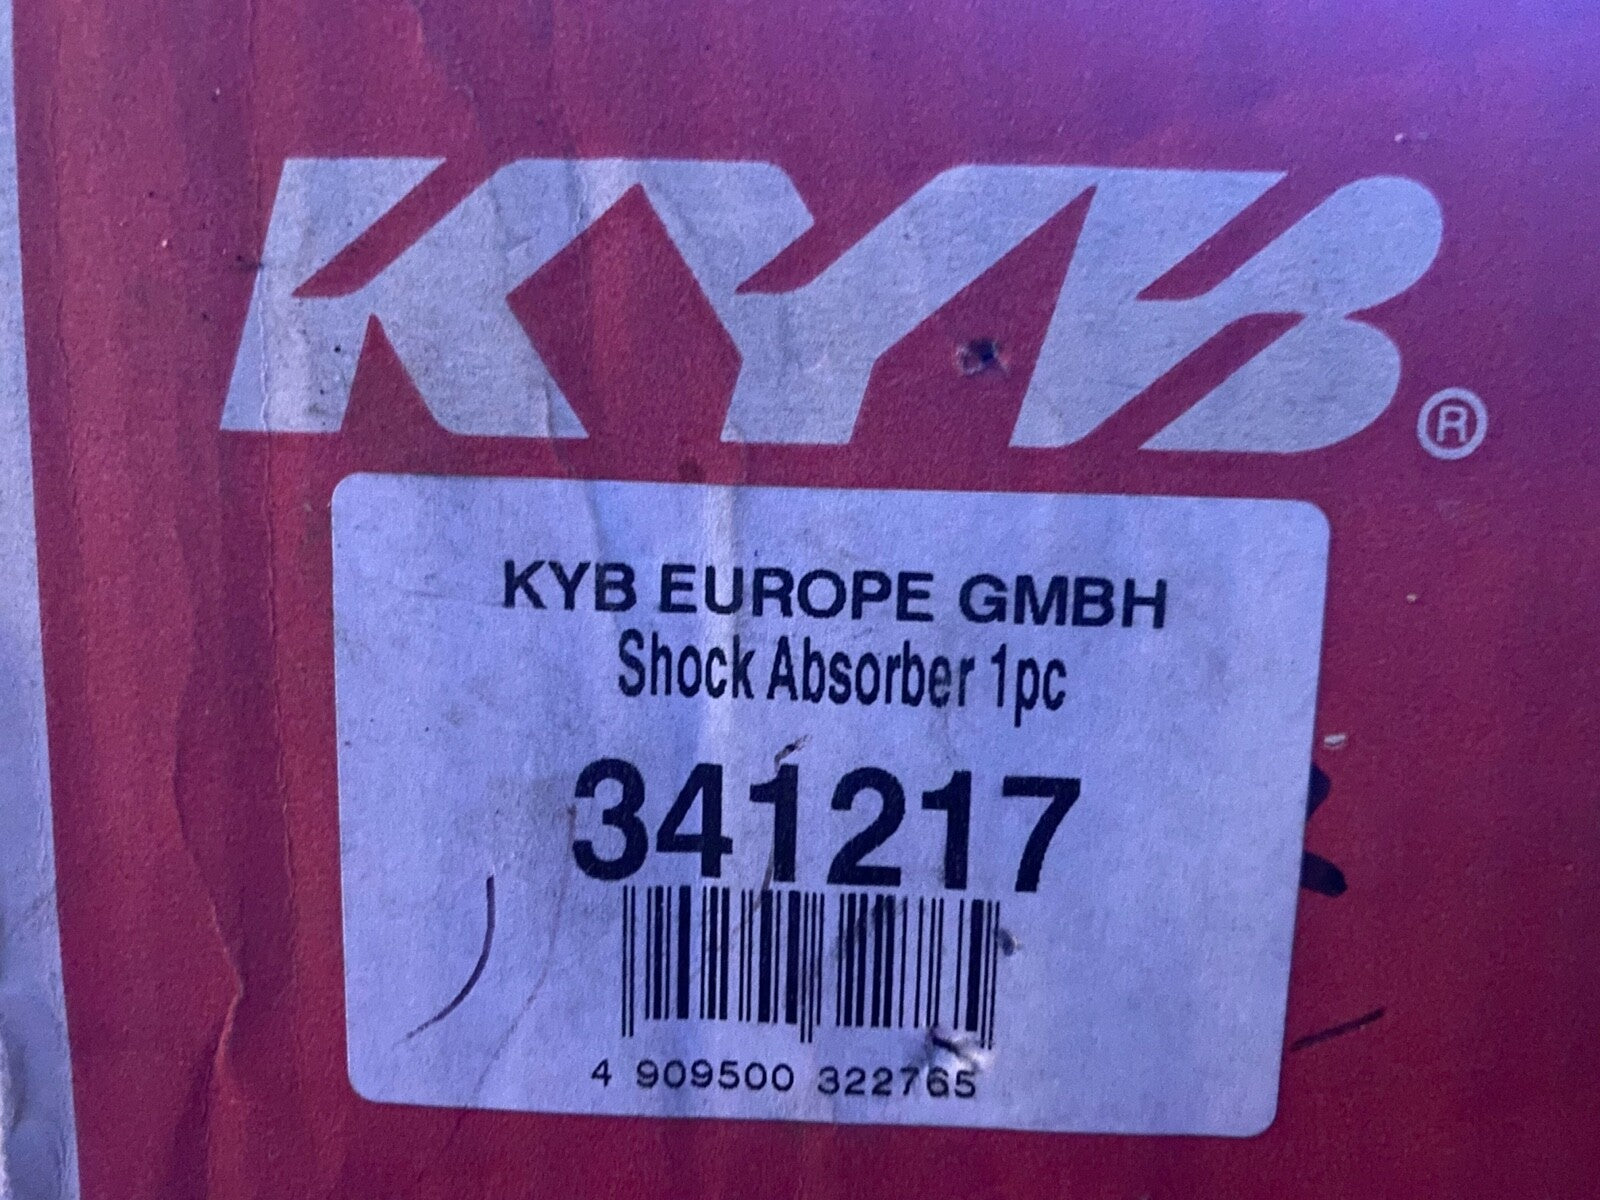 KYB®
KYB EUROPE GMBH
Shock Absorber 1pc
341217
4 909500 322765